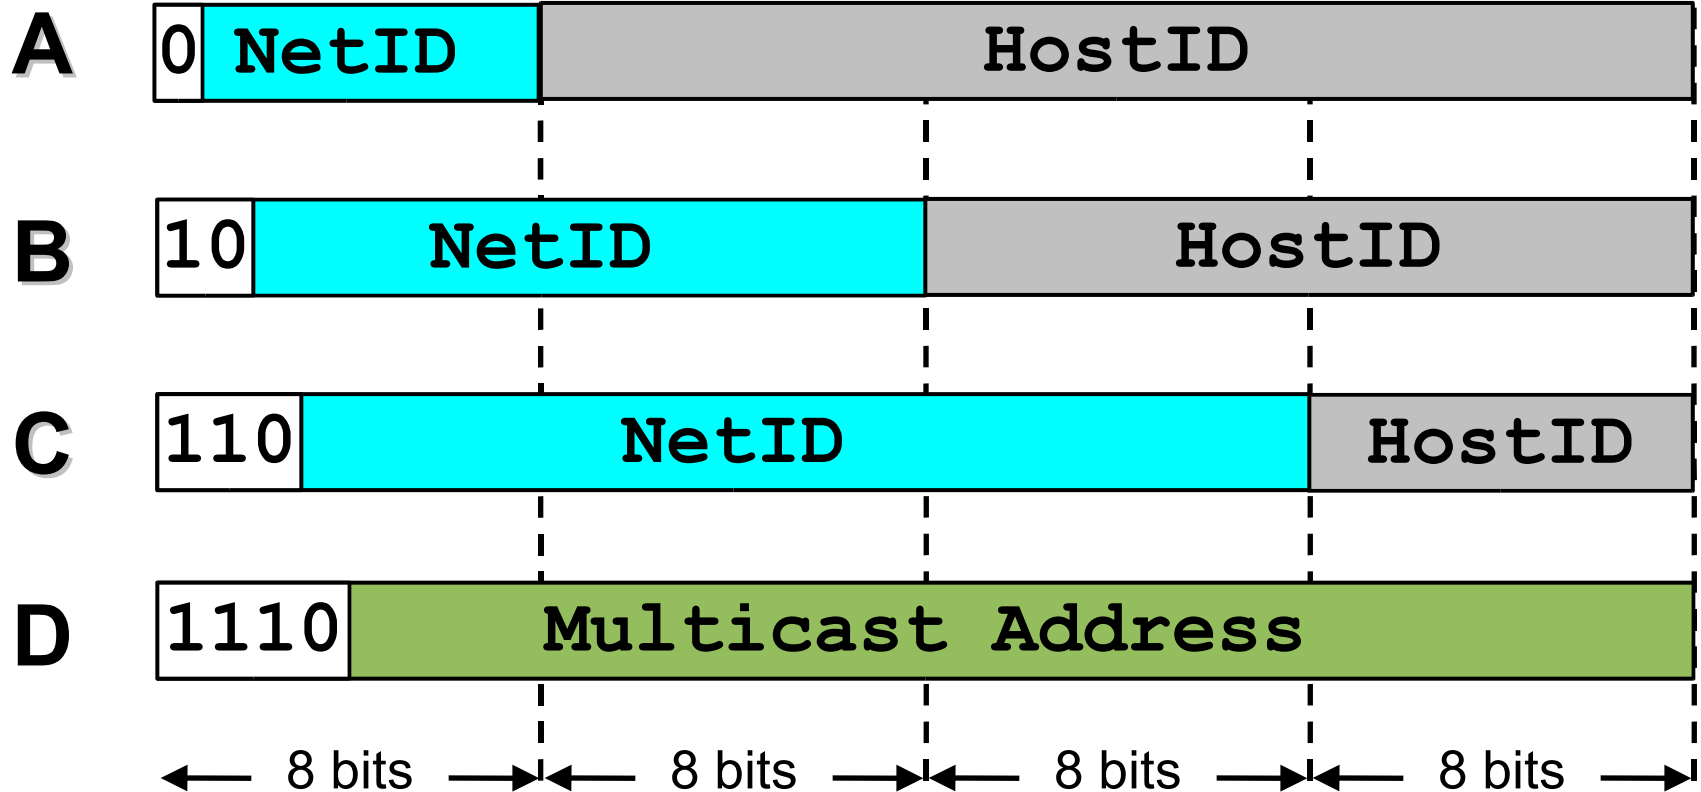 A 0 NetID HostID
B 10 NetID HostID
C 110 NetID HostID
D 1110 Multicast Address
8 bits 8 bits 8 bits 8 bits